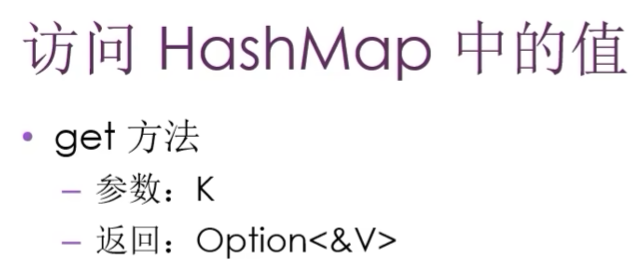 访问 HashMap 中的值
• get 方法
– 参数：K
– 返回：Option<&V>